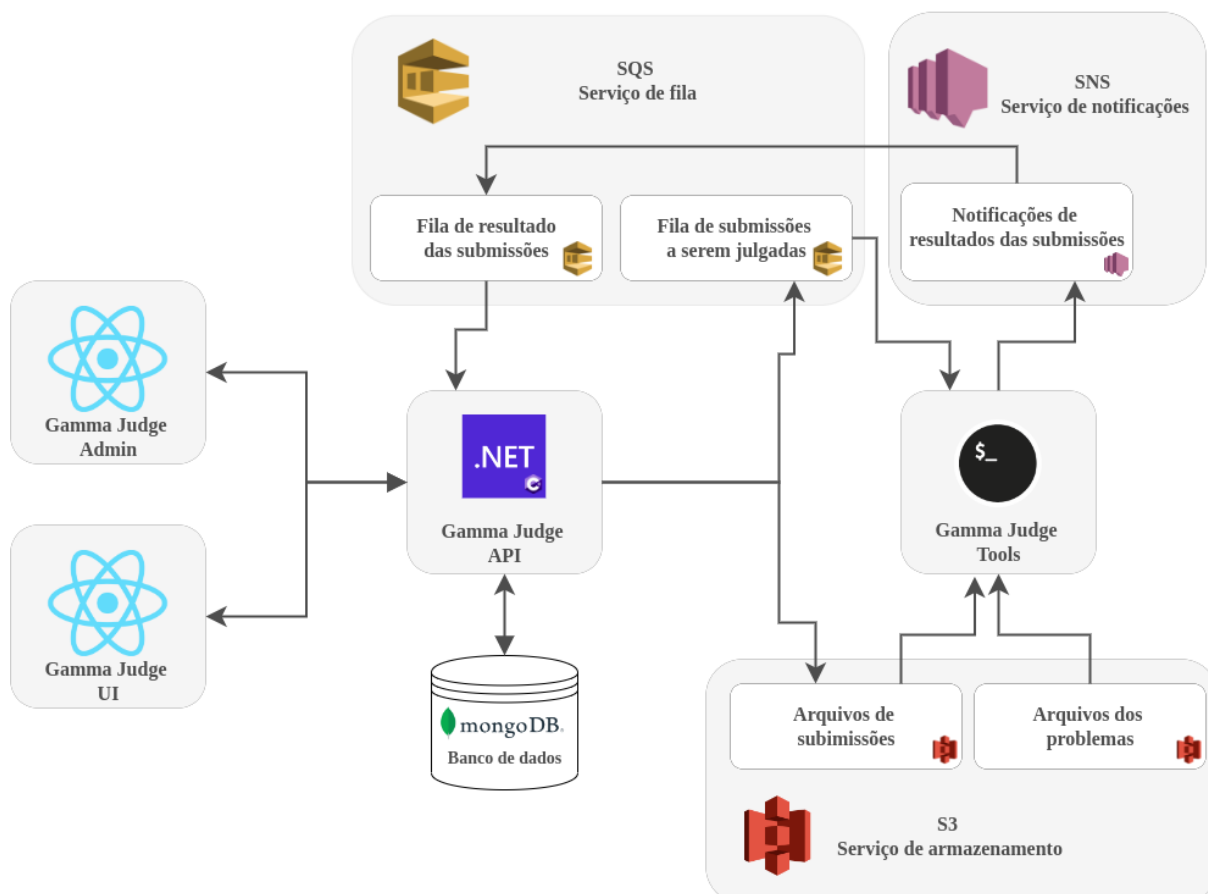 SQS
Serviço de fila
SNS
Serviço de notificações
Fila de resultado
das submissões
Fila de submissões
a serem julgadas
Notificações de
resultados das submissões
Gamma Judge
Admin
.NET
C
Gamma Judge
API
$_
Gamma Judge
Tools
Gamma Judge
UI
mongoDB.
Banco de dados
Arquivos de
subimissões
Arquivos dos
problemas
S3
Serviço de armazenamento